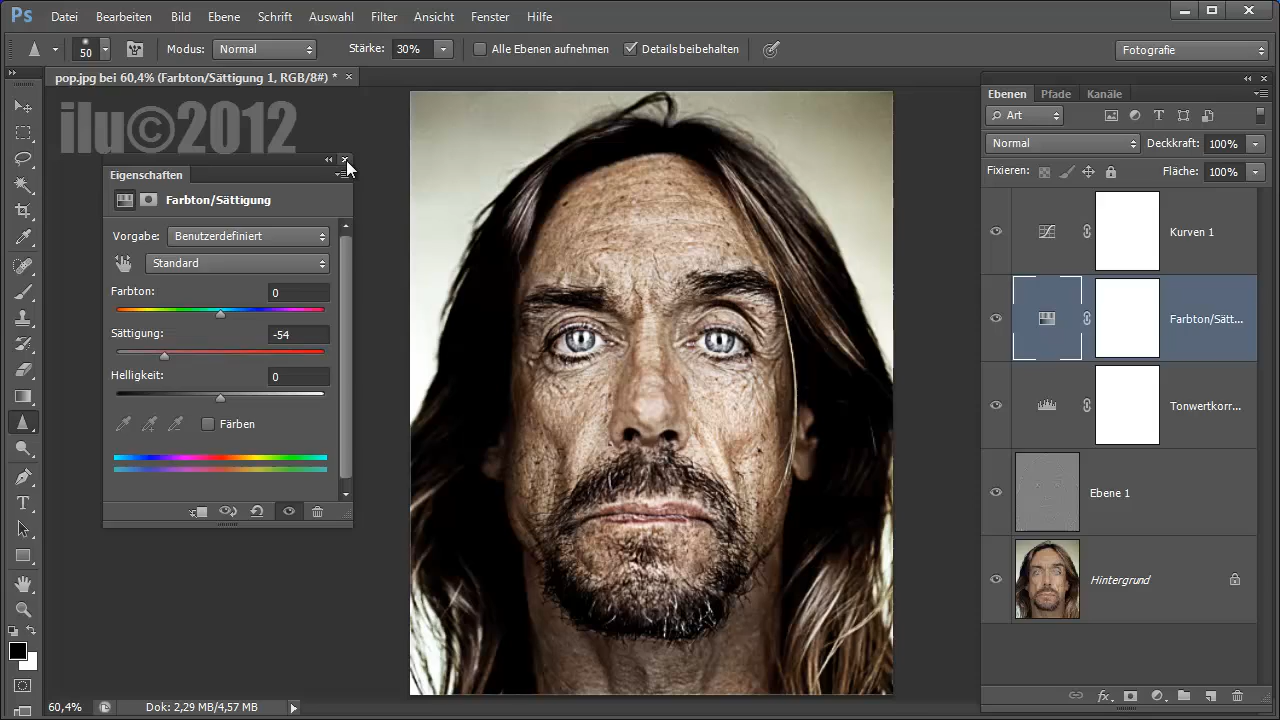 Ps Datei Bearbeiten Bild Ebene Schrift Auswahl Filter Ansicht Fenster Hilfe
50 Modus: Normal Stärke: 30% Alle Ebenen aufnehmen Details beibehalten Fotografie
pop.jpg bei 60,4% (Farbton/Sättigung 1, RGB/8#) * ×
ilu©2012
Eigenschaften
Farbton/Sättigung
Vorgabe: Benutzerdefiniert
Standard
Farbton: 0
Sättigung: -54
Helligkeit: 0
Färben
Ebenen Pfade Kanäle
Art
Normal Deckkraft: 100%
Fixieren: Fläche: 100%
Kurven 1
Farbton/Sätt...
Tonwertkorr...
Ebene 1
Hintergrund
60,4% Dok: 2,29 MB/4,57 MB